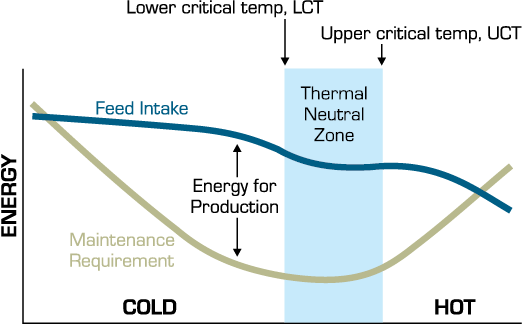 Lower critical temp, LCT
Upper critical temp, UCT
Feed Intake
Thermal
Neutral
Zone
Energy for
Production
Maintenance
Requirement
ENERGY
COLD
HOT